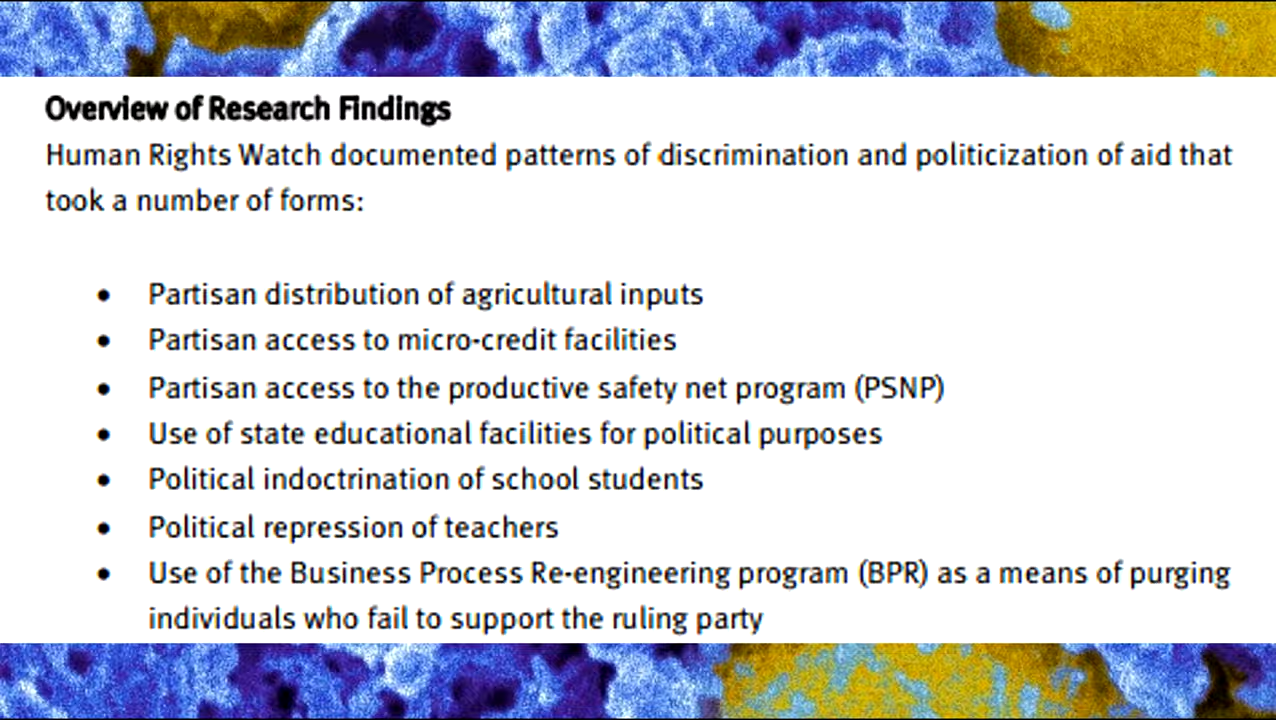 Overview of Research Findings
Human Rights Watch documented patterns of discrimination and politicization of aid that
took a number of forms:
• Partisan distribution of agricultural inputs
• Partisan access to micro-credit facilities
• Partisan access to the productive safety net program (PSNP)
• Use of state educational facilities for political purposes
• Political indoctrination of school students
• Political repression of teachers
• Use of the Business Process Re-engineering program (BPR) as a means of purging
individuals who fail to support the ruling party